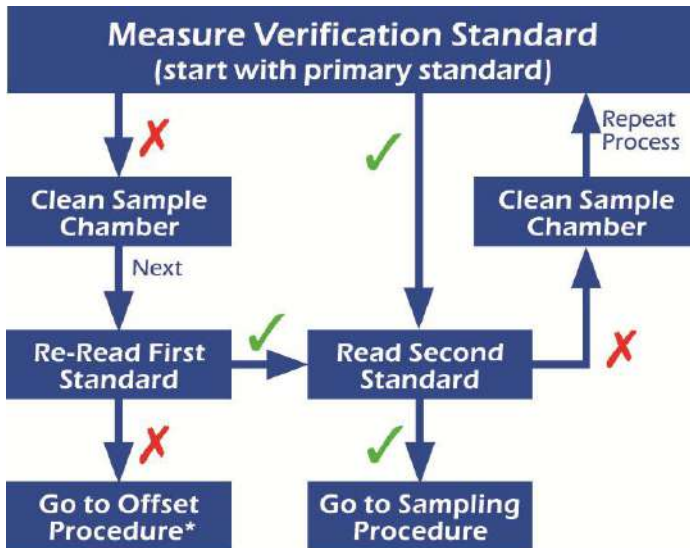 Measure Verification Standard
(start with primary standard)
Repeat
Process
Clean Sample
Chamber
Clean Sample
Chamber
Next
Re-Read First
Standard
Read Second
Standard
Go to Offset
Procedure*
Go to Sampling
Procedure